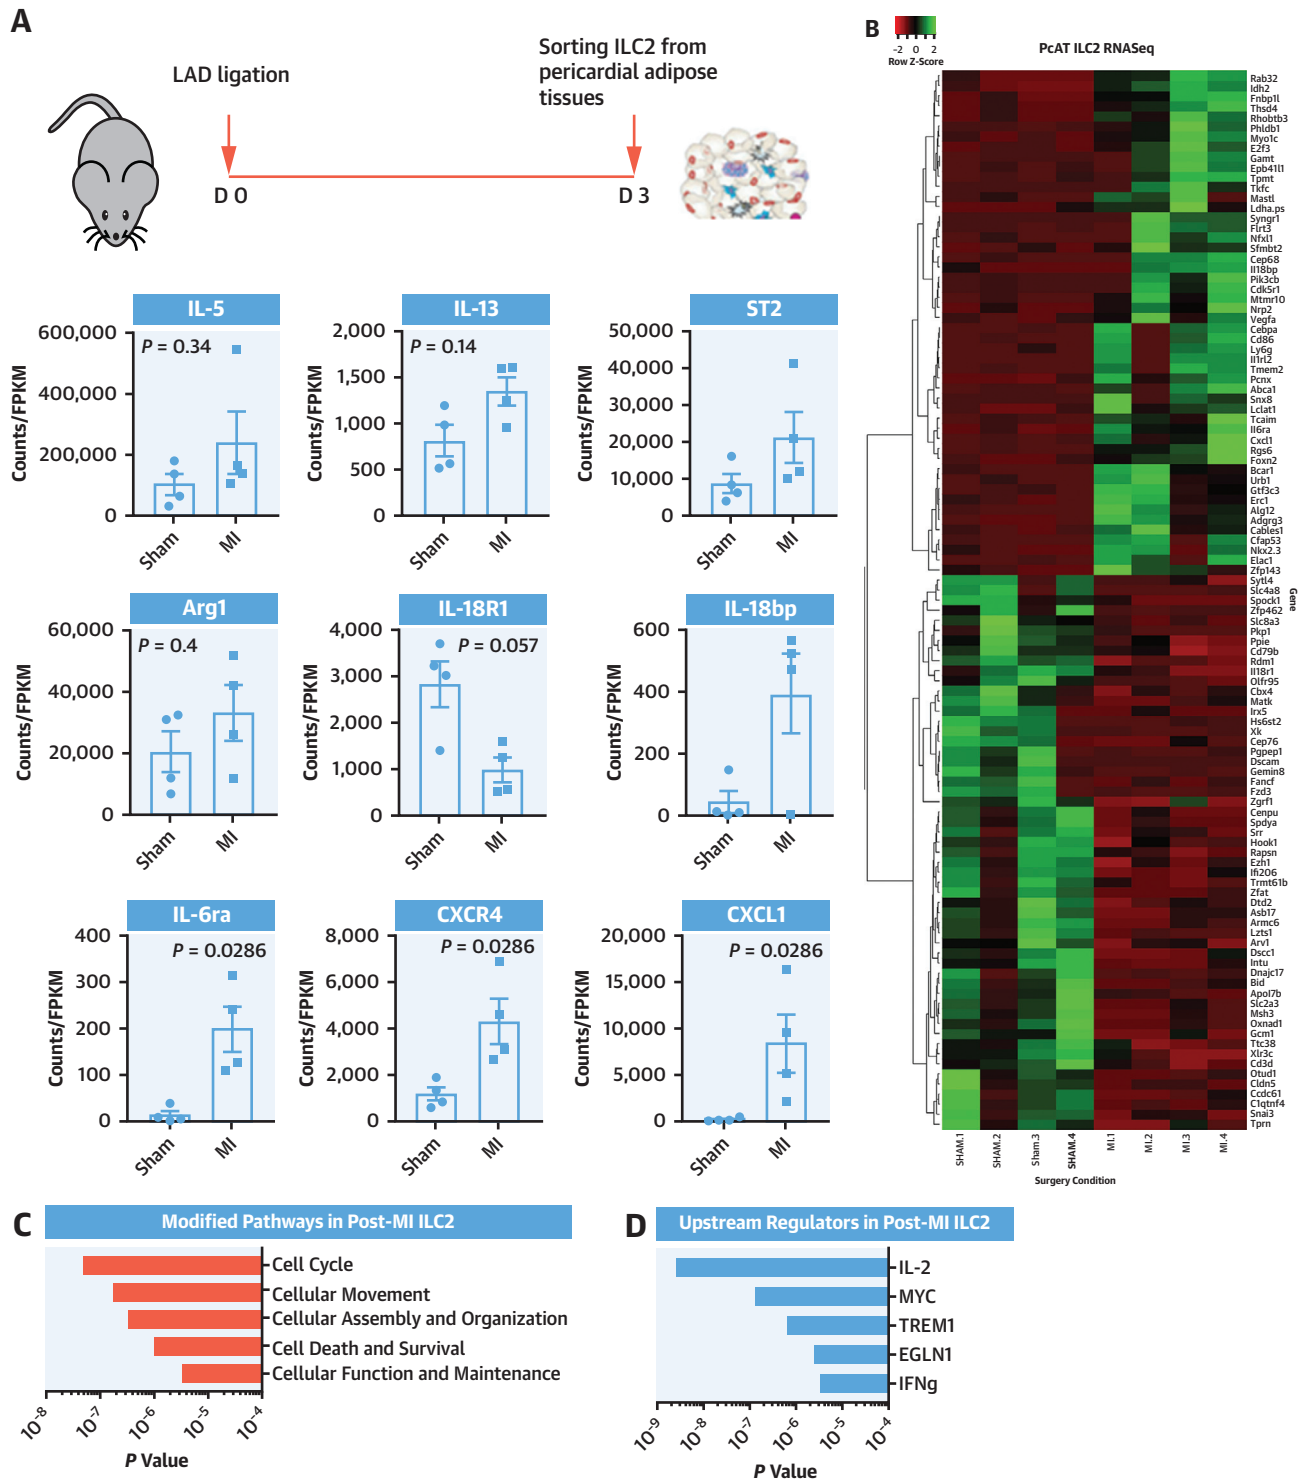 A
LAD ligation
Sorting ILC2 from
pericardial adipose
tissues
D 0
D 3
IL-5
600,000
400,000
200,000
0
Counts/FPKM
P = 0.34
Sham
MI
IL-13
2,000
1,500
1,000
500
0
Counts/FPKM
P = 0.14
Sham
MI
ST2
50,000
40,000
30,000
20,000
10,000
0
Counts/FPKM
Sham
MI
Arg1
60,000
40,000
20,000
0
Counts/FPKM
P = 0.4
Sham
MI
IL-18R1
4,000
3,000
2,000
1,000
0
Counts/FPKM
P = 0.057
Sham
MI
IL-18bp
600
400
200
0
Counts/FPKM
Sham
MI
IL-6ra
400
300
200
100
0
Counts/FPKM
P = 0.0286
Sham
MI
CXCR4
8,000
6,000
4,000
2,000
0
Counts/FPKM
P = 0.0286
Sham
MI
CXCL1
20,000
15,000
10,000
5,000
0
Counts/FPKM
P = 0.0286
Sham
MI
B
-2 0 2
Row Z-Score
PcAT ILC2 RNASeq
Rab32
Idh2
Fnbp1l
Thsd4
Rhobtb3
Phldb1
Myo1c
E2f3
Gamt
Epb41l1
Tpmt
Tkfc
Mastl
Ldha.ps
Syngr1
Flrt3
Nfxl1
Sfmbt2
Cep68
Il18bp
Pik3cb
Cdk5r1
Mtmr10
Nrp2
Vegfa
Cebpa
Cd86
Ly6g
Il1rl2
Tmem2
Pcnx
Abca1
Snx8
Lclat1
Tcaim
Il6ra
Cxcl1
Rgs6
Foxn2
Bcar1
Urb1
Gtf3c3
Erc1
Alg12
Adgrg3
Cables1
Cfap53
Nkx2.3
Elac1
Zfp143
Sytl4
Slc4a8
Spock1
Zfp462
Slc8a3
Pkp1
Ppie
Cd79b
Rdm1
Il18r1
Olfr95
Cbx4
Matk
Irx5
Hs6st2
Xk
Cep76
Pgpep1
Dscam
Gemin8
Fancf
Fzd3
Zgrf1
Cenpu
Spdya
Srr
Hook1
Rapsn
Ezh1
Ifi206
Trmt61b
Zfat
Dtd2
Asb17
Armc6
Lzts1
Arv1
Dscc1
Intu
Dnajc17
Bid
Apol7b
Slc2a3
Msh3
Oxnad1
Gcm1
Ttc38
Xlr3c
Cd3d
Otud1
Cldn5
Ccdc61
C1qtnf4
Snai3
Tprn
Gene
SHAM.1
SHAM.2
Sham.3
SHAM.4
MI.1
MI.2
MI.3
MI.4
Surgery Condition
C
Modified Pathways in Post-MI ILC2
Cell Cycle
Cellular Movement
Cellular Assembly and Organization
Cell Death and Survival
Cellular Function and Maintenance
10-8
10-7
10-6
10-5
10-4
P Value
D
Upstream Regulators in Post-MI ILC2
IL-2
MYC
TREM1
EGLN1
IFNg
10-9
10-8
10-7
10-6
10-5
10-4
P Value